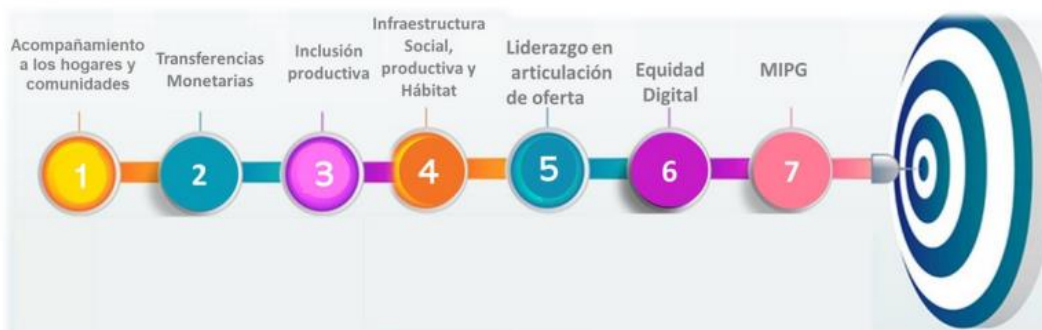 Acompañamiento
a los hogares y
comunidades
Transferencias
Monetarias
Inclusión
productiva
Infraestructura
Social,
productiva y
Hábitat
Liderazgo en
articulación
de oferta
Equidad
Digital
MIPG
1
2
3
4
5
6
7